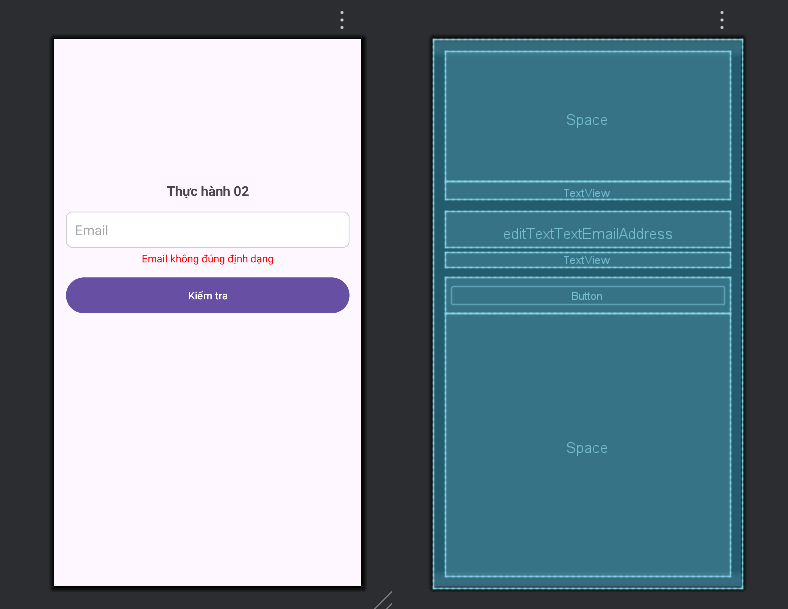 Thực hành 02
Email
Email không đúng định dạng
Kiểm tra
Space
TextView
editTextTextEmailAddress
TextView
Button
Space